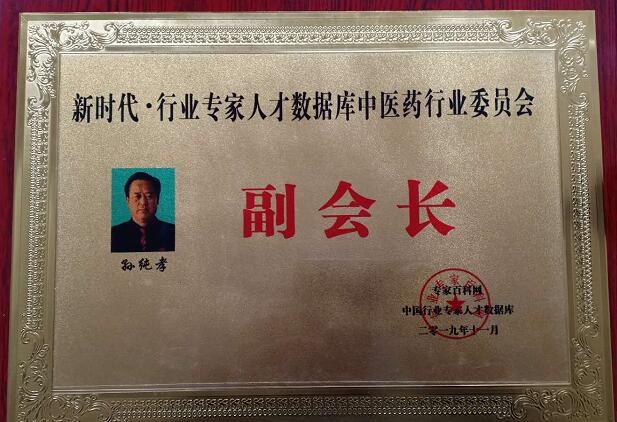 新时代·行业专家人才数据库中医药行业委员会
副会长
孙纯孝
专家百科网
中国行业专家人才数据库
二零一九年十一月